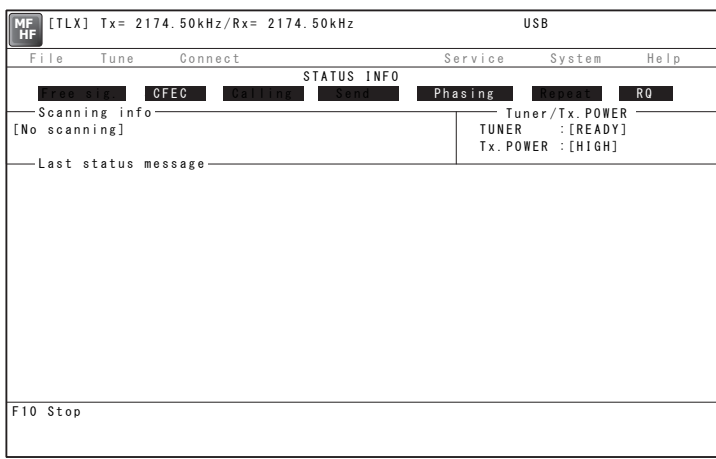 MF HF [TLX] Tx= 2174.50kHz/Rx= 2174.50kHz USB
File Tune Connect Service System Help
STATUS INFO
Free sig. CFEC Calling Send Phasing Repeat RQ
Scanning info Tuner/Tx.POWER
[No scanning] TUNER :[READY]
Tx.POWER :[HIGH]
Last status message
F10 Stop